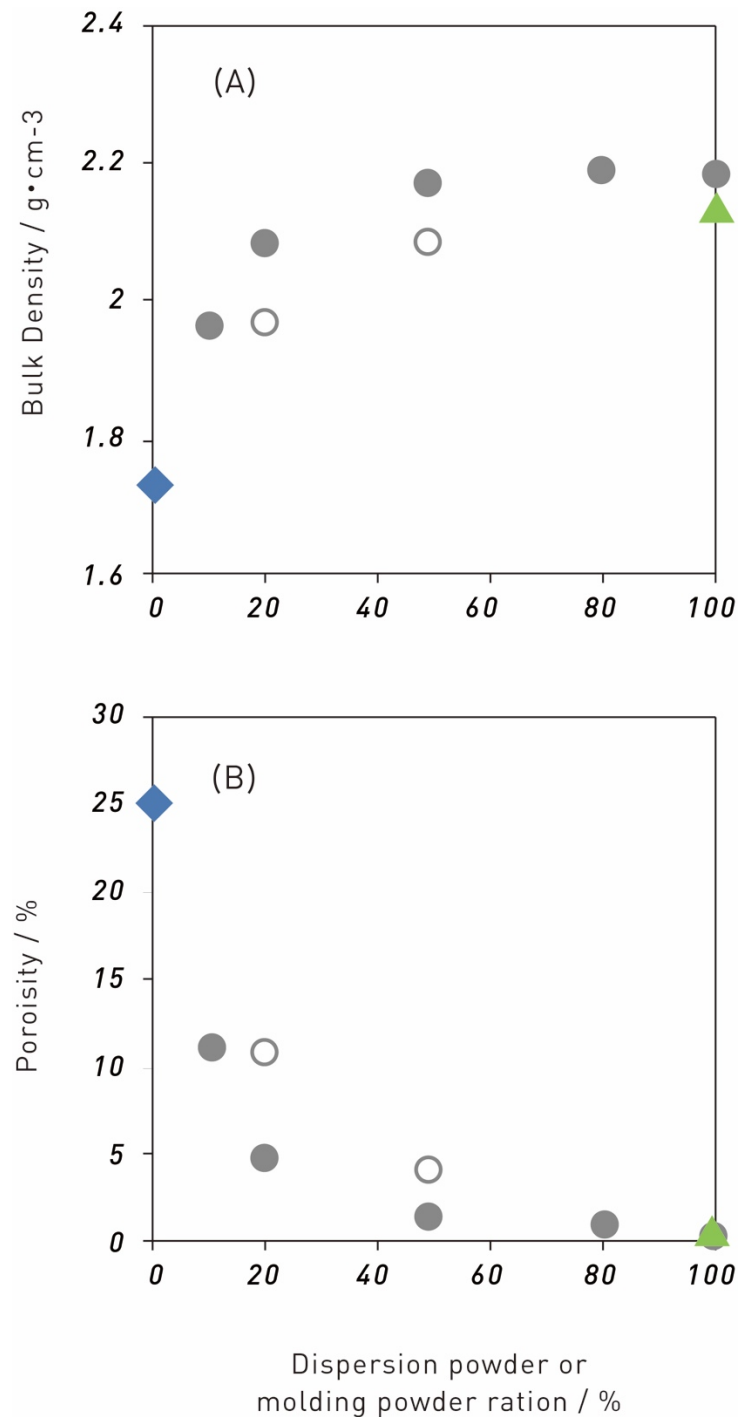 2.4
(A)
2.2
2
1.8
1.6
Bulk Density / g•cm-3
0 20 40 60 80 100
30
(B)
25
20
15
10
5
0
Poroisity / %
0 20 40 60 80 100
Dispersion powder or
molding powder ration / %